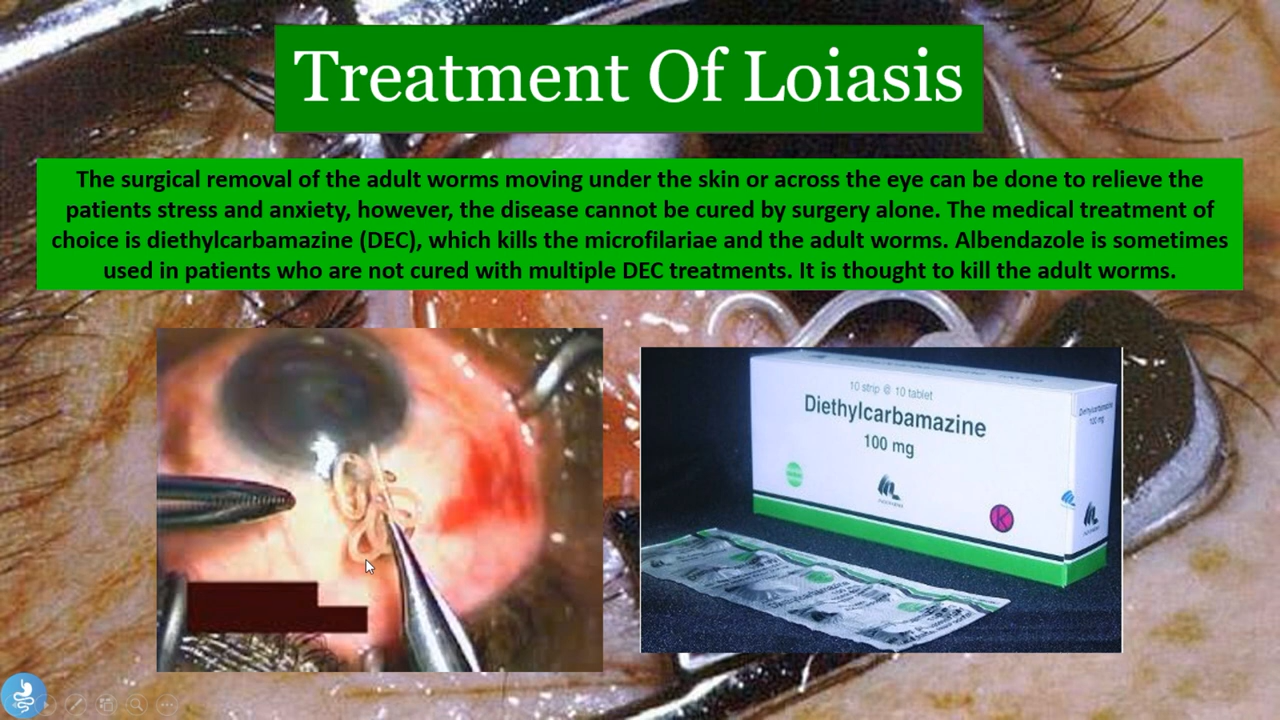 Treatment Of Loiasis
The surgical removal of the adult worms moving under the skin or across the eye can be done to relieve the
patients stress and anxiety, however, the disease cannot be cured by surgery alone. The medical treatment of
choice is diethylcarbamazine (DEC), which kills the microfilariae and the adult worms. Albendazole is sometimes
used in patients who are not cured with multiple DEC treatments. It is thought to kill the adult worms.
10 strip @ 10 tablet
Diethylcarbamazine
100 mg
K
Diethylcarbamazine
100 mg